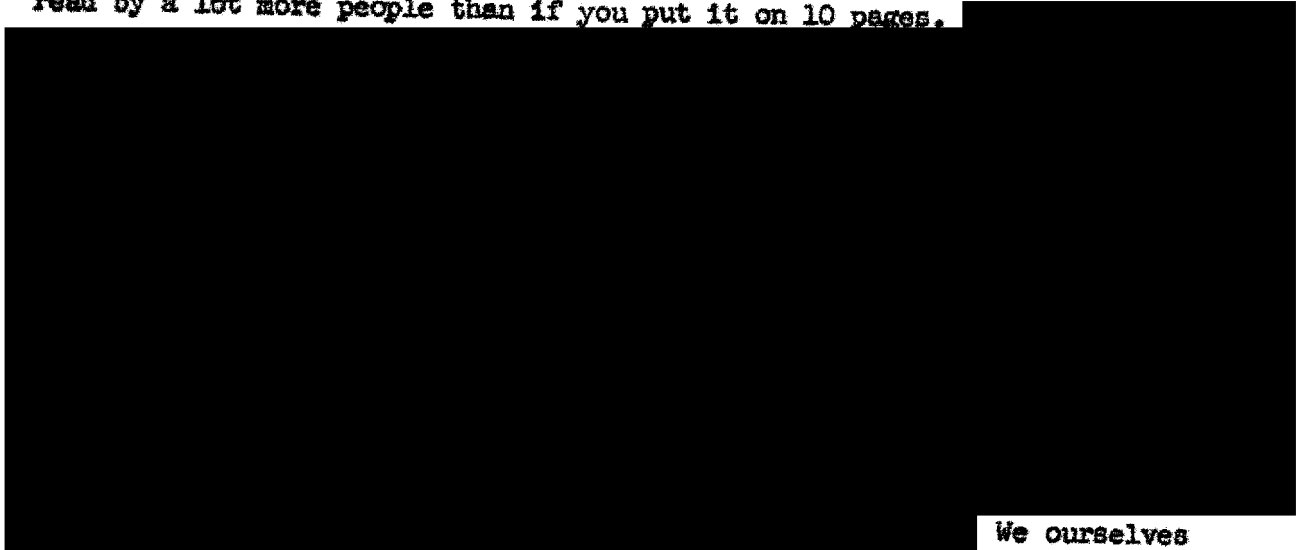 read by a lot more people than if you put it on 10 pages.
We ourselves